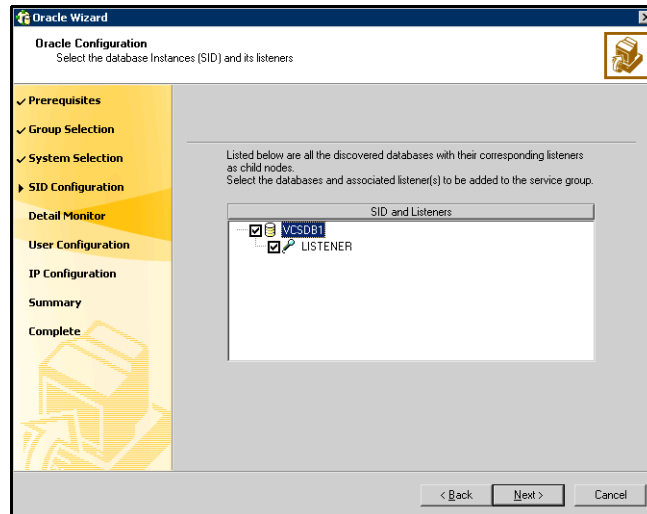 Oracle Wizard
Oracle Configuration
Select the database Instances (SID) and its listeners
Prerequisites
Group Selection
System Selection
SID Configuration
Detail Monitor
User Configuration
IP Configuration
Summary
Complete
Listed below are all the discovered databases with their corresponding listeners
as child nodes.
Select the databases and associated listener(s) to be added to the service group.
SID and Listeners
VCSDB1
LISTENER
< Back
Next >
Cancel